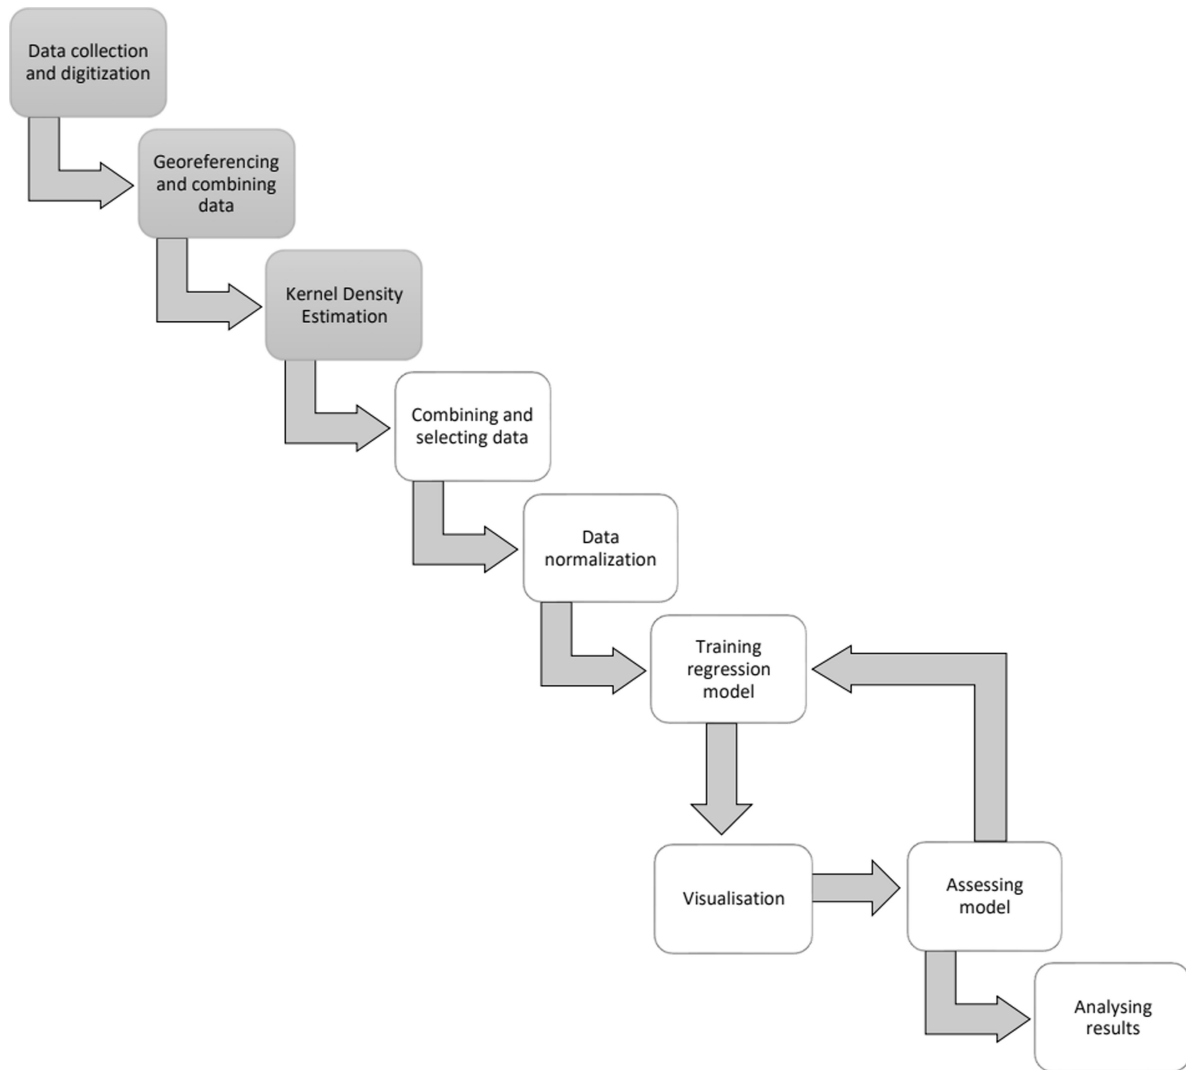 Data collection
and digitization
Georeferencing
and combining
data
Kernel Density
Estimation
Combining and
selecting data
Data
normalization
Training
regression
model
Visualisation
Assessing
model
Analysing
results